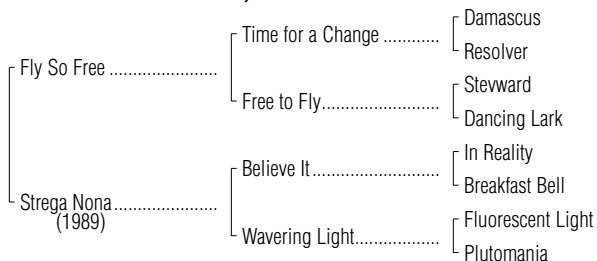 Damascus
Time for a Change ............
Resolver
Fly So Free .......................
Stevward
Free to Fly.........................
Dancing Lark
In Reality
Believe It...........................
Breakfast Bell
Strega Nona......................
(1989)
Fluorescent Light
Wavering Light..................
Plutomania